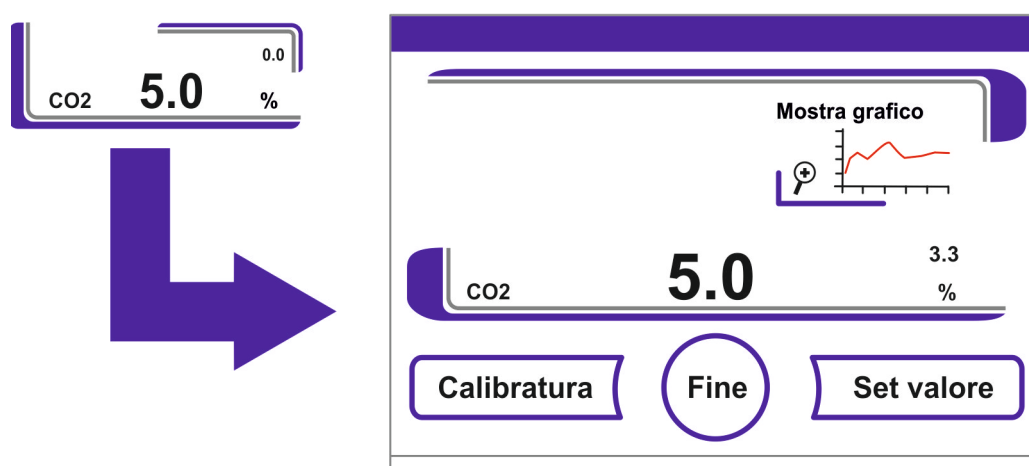 0.0
CO2 5.0 %
Mostra grafico
3.3
CO2 5.0 %
Calibratura Fine Set valore